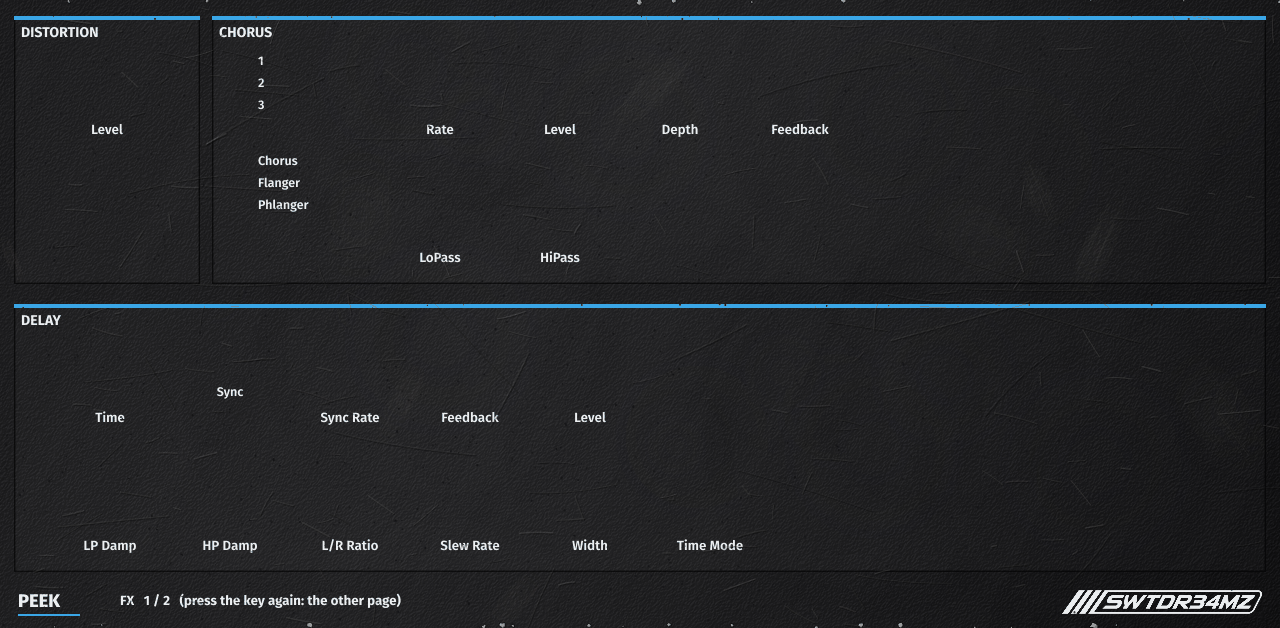 DISTORTION
Level
CHORUS
1
2
3
Rate Level Depth Feedback
Chorus
Flanger
Phlanger
LoPass HiPass
DELAY
Sync
Time Sync Rate Feedback Level
LP Damp HP Damp L/R Ratio Slew Rate Width Time Mode
PEEK FX 1 / 2 (press the key again: the other page)
SWTDR34MZ